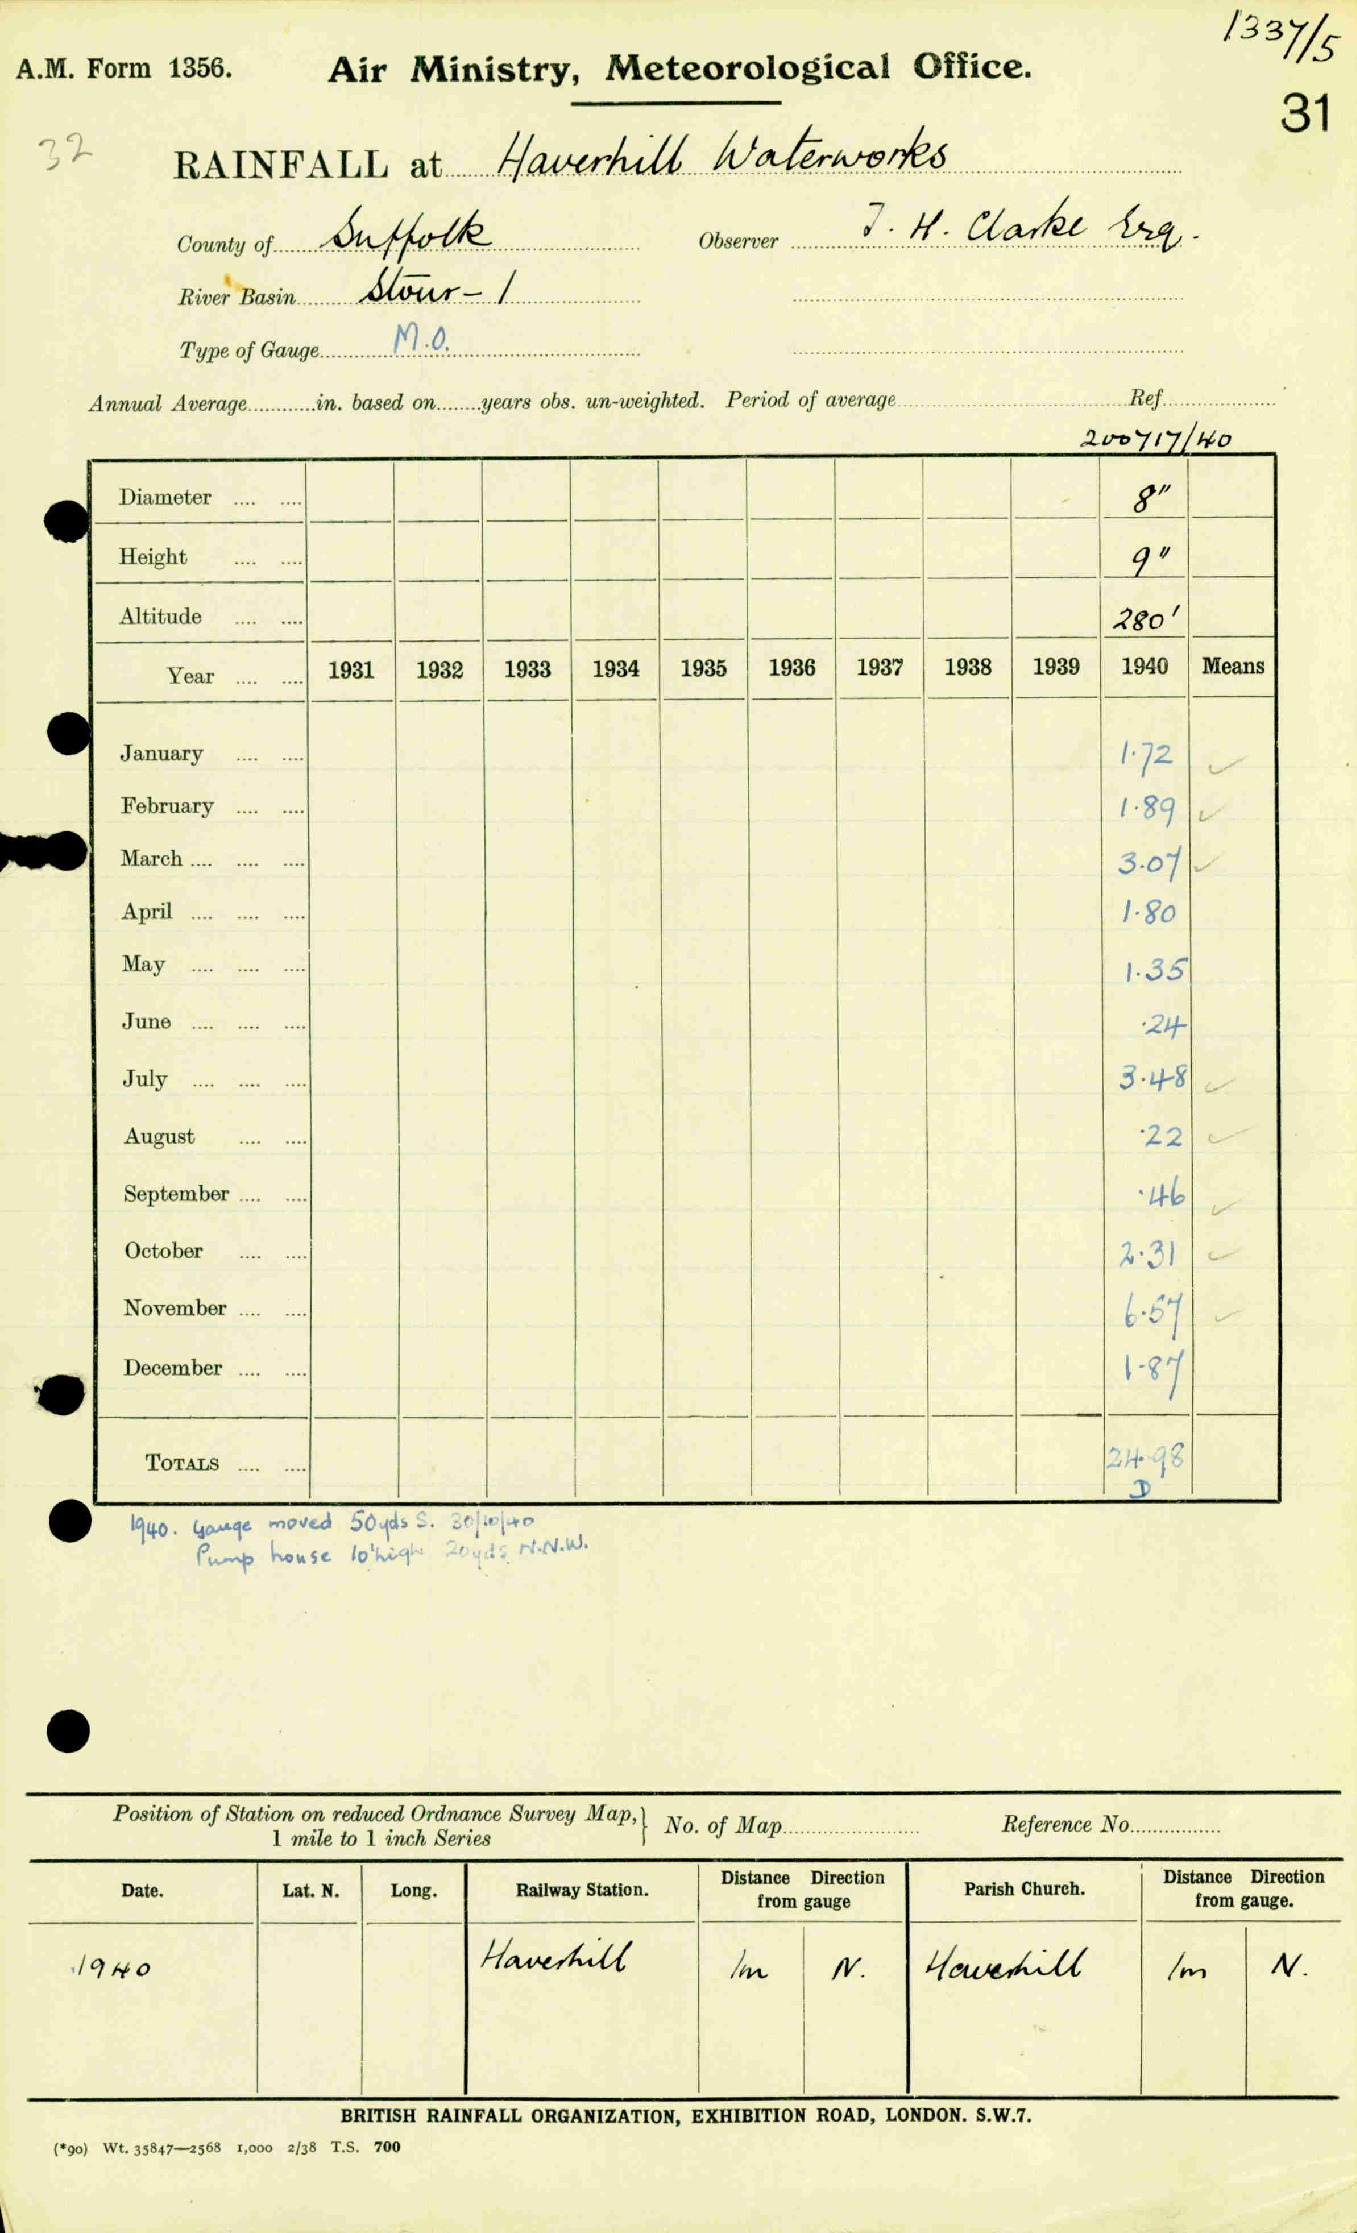 1337/5
A.M. Form 1356. Air Ministry, Meteorological Office.
31
32
RAINFALL at Haverhill Waterworks
County of Suffolk Observer T. H. Clarke Esq.
River Basin Stour - 1
Type of Gauge M.O.
Annual Average in. based on years obs. un-weighted. Period of average Ref.
200717/40
Diameter 8"
Height 9"
Altitude 280'
Year 1931 1932 1933 1934 1935 1936 1937 1938 1939 1940 Means
January 1.72 ✓
February 1.89 ✓
March 3.07 ✓
April 1.80
May 1.35
June .24
July 3.48 ✓
August .22 ✓
September .46 ✓
October 2.31 ✓
November 6.57 ✓
December 1.87
TOTALS 24.98
D
1940. Gauge moved 50yds S. 30/10/40
Pump house 10' high 20yds N.N.W.
Position of Station on reduced Ordnance Survey Map, } No. of Map Reference No.
1 mile to 1 inch Series
Date. Lat. N. Long. Railway Station. Distance Direction from gauge Parish Church. Distance Direction from gauge.
1940 Haverhill 1m N. Haverhill 1m N.
BRITISH RAINFALL ORGANIZATION, EXHIBITION ROAD, LONDON. S.W.7.
(*90) Wt. 35847—2568 1,000 2/38 T.S. 700